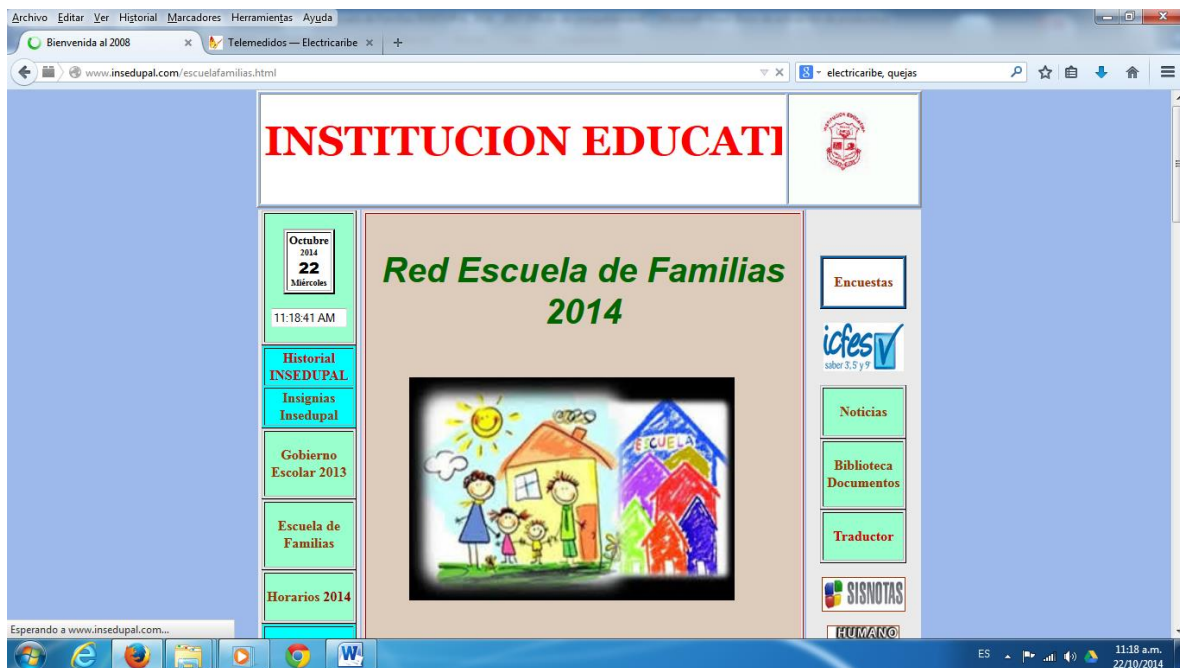 Archivo Editar Ver Historial Marcadores Herramientas Ayuda
Bienvenida al 2008
Telemedidos — Electricaribe
www.insedupal.com/escuelafamilias.html
electricaribe, quejas
INSTITUCION EDUCATI
Octubre
2014
22
Miércoles
11:18:41 AM
Historial
INSEDUPAL
Insignias
Insedupal
Gobierno
Escolar 2013
Escuela de
Familias
Horarios 2014
Red Escuela de Familias
2014
ESCUELA
Encuestas
icfes
saber 3, 5 y 9
Noticias
Biblioteca
Documentos
Traductor
SISNOTAS
HUMANO
Esperando a www.insedupal.com...
ES
11:18 a.m.
22/10/2014